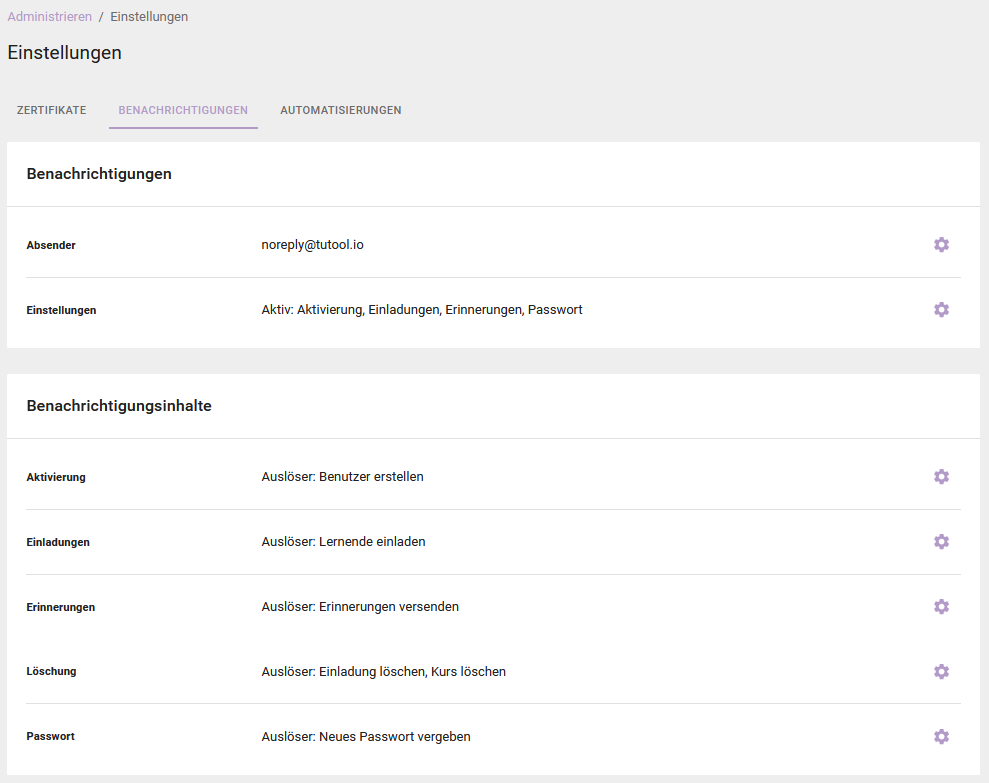 Administrieren / Einstellungen
Einstellungen
ZERTIFIKATE BENACHRICHTIGUNGEN AUTOMATISIERUNGEN
Benachrichtigungen
Absender noreply@tutool.io
Einstellungen Aktiv: Aktivierung, Einladungen, Erinnerungen, Passwort
Benachrichtigungsinhalte
Aktivierung Auslöser: Benutzer erstellen
Einladungen Auslöser: Lernende einladen
Erinnerungen Auslöser: Erinnerungen versenden
Löschung Auslöser: Einladung löschen, Kurs löschen
Passwort Auslöser: Neues Passwort vergeben